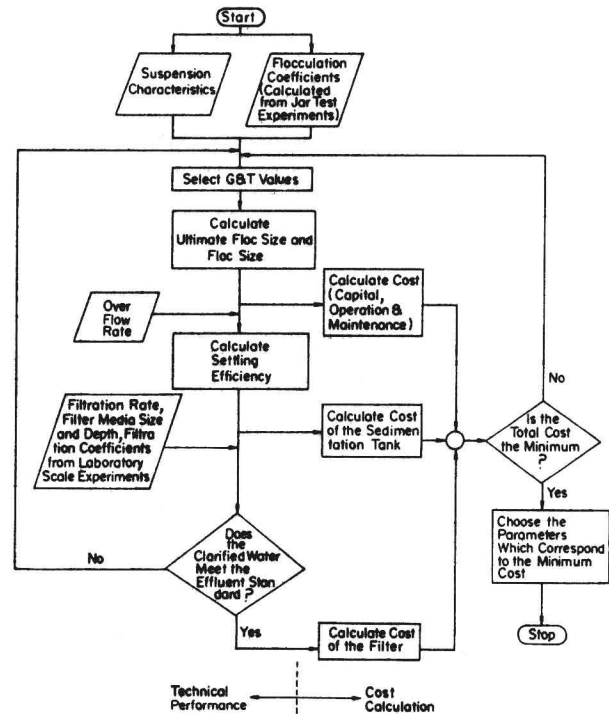 Start
Suspension
Characteristics
Flocculation
Coefficients
(Calculated
from Jar Test
Experiments)
Select G&T Values
Calculate
Ultimate Floc Size and
Floc Size
Over
Flow
Rate
Calculate Cost
(Capital,
Operation &
Maintenance)
Calculate
Settling
Efficiency
Filtration Rate,
Filter Media Size
and Depth, Filtra
tion Coefficients
from Laboratory
Scale Experiments
Calculate Cost
of the Sedimen
tation Tank
No
Is the
Total Cost
the Minimum
?
Yes
Choose the
Parameters
Which Correspond
to the Minimum
Cost
Stop
No
Does
the
Clarified Water
Meet the
Effluent Stan
dard?
Yes
Calculate Cost
of the Filter
Technical
Performance
Cost
Calculation